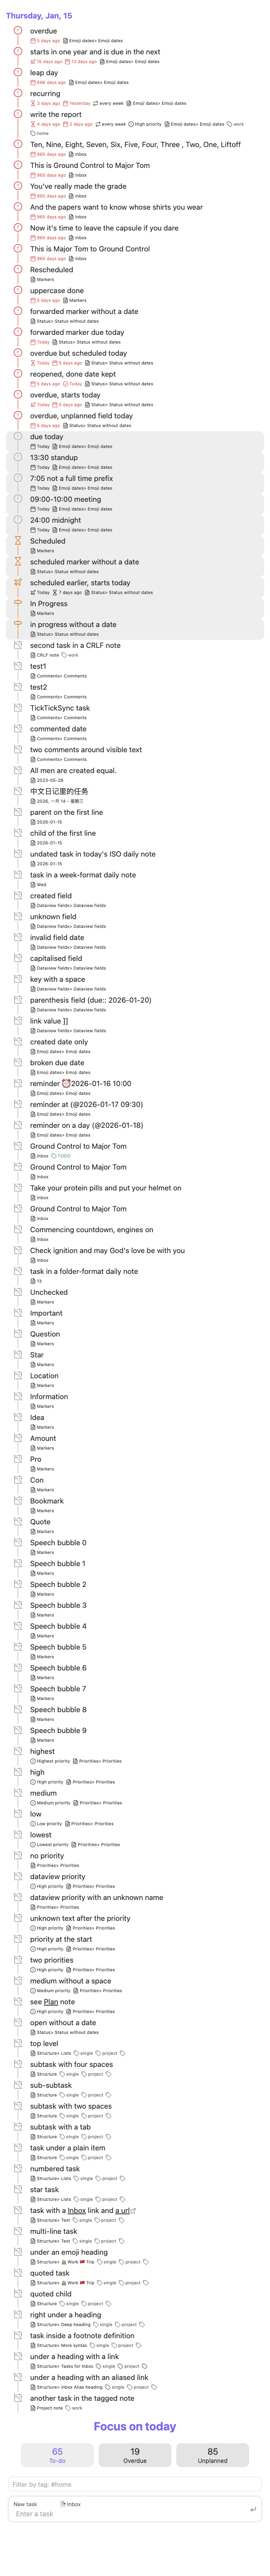 Thursday, Jan, 15
overdue
5 days ago Emoji dates> Emoji dates
starts in one year and is due in the next
15 days ago 13 days ago Emoji dates> Emoji dates
leap day
686 days ago Emoji dates> Emoji dates
recurring
3 days ago Yesterday every week Emoji dates> Emoji dates
write the report
4 days ago 2 days ago every week High priority Emoji dates> Emoji dates work
home
Ten, Nine, Eight, Seven, Six, Five, Four, Three , Two, One, Liftoff
965 days ago Inbox
This is Ground Control to Major Tom
965 days ago Inbox
You've really made the grade
965 days ago Inbox
And the papers want to know whose shirts you wear
965 days ago Inbox
Now it's time to leave the capsule if you dare
965 days ago Inbox
This is Major Tom to Ground Control
965 days ago Inbox
Rescheduled
Markers
uppercase done
5 days ago Markers
forwarded marker without a date
Status> Status without dates
forwarded marker due today
Today Status> Status without dates
overdue but scheduled today
Today 5 days ago Status> Status without dates
reopened, done date kept
5 days ago Today Status> Status without dates
overdue, starts today
Today 5 days ago Status> Status without dates
overdue, unplanned field today
5 days ago Status> Status without dates
due today
Today Emoji dates> Emoji dates
13:30 standup
Today Emoji dates> Emoji dates
7:05 not a full time prefix
Today Emoji dates> Emoji dates
09:00-10:00 meeting
Today Emoji dates> Emoji dates
24:00 midnight
Today Emoji dates> Emoji dates
Scheduled
Markers
scheduled marker without a date
Status> Status without dates
scheduled earlier, starts today
Today 7 days ago Status> Status without dates
In Progress
Markers
in progress without a date
Status> Status without dates
second task in a CRLF note
CRLF note work
test1
Comments> Comments
test2
Comments> Comments
TickTickSync task
Comments> Comments
commented date
Comments> Comments
two comments around visible text
Comments> Comments
All men are created equal.
2023-05-26
中文日记里的任务
2026, 一月 14 - 星期三
parent on the first line
2026-01-15
child of the first line
2026-01-15
undated task in today's ISO daily note
2026-01-15
task in a week-format daily note
Wed
created field
Dataview fields> Dataview fields
unknown field
Dataview fields> Dataview fields
invalid field date
Dataview fields> Dataview fields
capitalised field
Dataview fields> Dataview fields
key with a space
Dataview fields> Dataview fields
parenthesis field (due:: 2026-01-20)
Dataview fields> Dataview fields
link value ]]
Dataview fields> Dataview fields
created date only
Emoji dates> Emoji dates
broken due date
Emoji dates> Emoji dates
reminder ⏰2026-01-16 10:00
Emoji dates> Emoji dates
reminder at (@2026-01-17 09:30)
Emoji dates> Emoji dates
reminder on a day (@2026-01-18)
Emoji dates> Emoji dates
Ground Control to Major Tom
Inbox TODO
Ground Control to Major Tom
Inbox
Take your protein pills and put your helmet on
Inbox
Ground Control to Major Tom
Inbox
Commencing countdown, engines on
Inbox
Check ignition and may God's love be with you
Inbox
task in a folder-format daily note
13
Unchecked
Markers
Important
Markers
Question
Markers
Star
Markers
Location
Markers
Information
Markers
Idea
Markers
Amount
Markers
Pro
Markers
Con
Markers
Bookmark
Markers
Quote
Markers
Speech bubble 0
Markers
Speech bubble 1
Markers
Speech bubble 2
Markers
Speech bubble 3
Markers
Speech bubble 4
Markers
Speech bubble 5
Markers
Speech bubble 6
Markers
Speech bubble 7
Markers
Speech bubble 8
Markers
Speech bubble 9
Markers
highest
Highest priority Priorities> Priorities
high
High priority Priorities> Priorities
medium
Medium priority Priorities> Priorities
low
Low priority Priorities> Priorities
lowest
Lowest priority Priorities> Priorities
no priority
Priorities> Priorities
dataview priority
High priority Priorities> Priorities
dataview priority with an unknown name
Priorities> Priorities
unknown text after the priority
High priority Priorities> Priorities
priority at the start
High priority Priorities> Priorities
two priorities
High priority Priorities> Priorities
medium without a space
Medium priority Priorities> Priorities
see Plan note
High priority Priorities> Priorities
open without a date
Status> Status without dates
top level
Structure> Lists single project
subtask with four spaces
Structure single project
sub-subtask
Structure single project
subtask with two spaces
Structure single project
subtask with a tab
Structure single project
task under a plain item
Structure> Lists single project
numbered task
Structure> Lists single project
star task
Structure> Lists single project
task with a Inbox link and a url
Structure> Text single project
multi-line task
Structure> Text single project
under an emoji heading
Structure> Work Trip single project
quoted task
Structure> Work Trip single project
quoted child
Structure single project
right under a heading
Structure> Deep heading single project
task inside a footnote definition
Structure> More syntax single project
under a heading with a link
Structure> Tasks for Inbox single project
under a heading with an aliased link
Structure> Inbox Alias heading single project
another task in the tagged note
Project note work
Focus on today
65
To-do
19
Overdue
85
Unplanned
Filter by tag: #home
New task Inbox
Enter a task